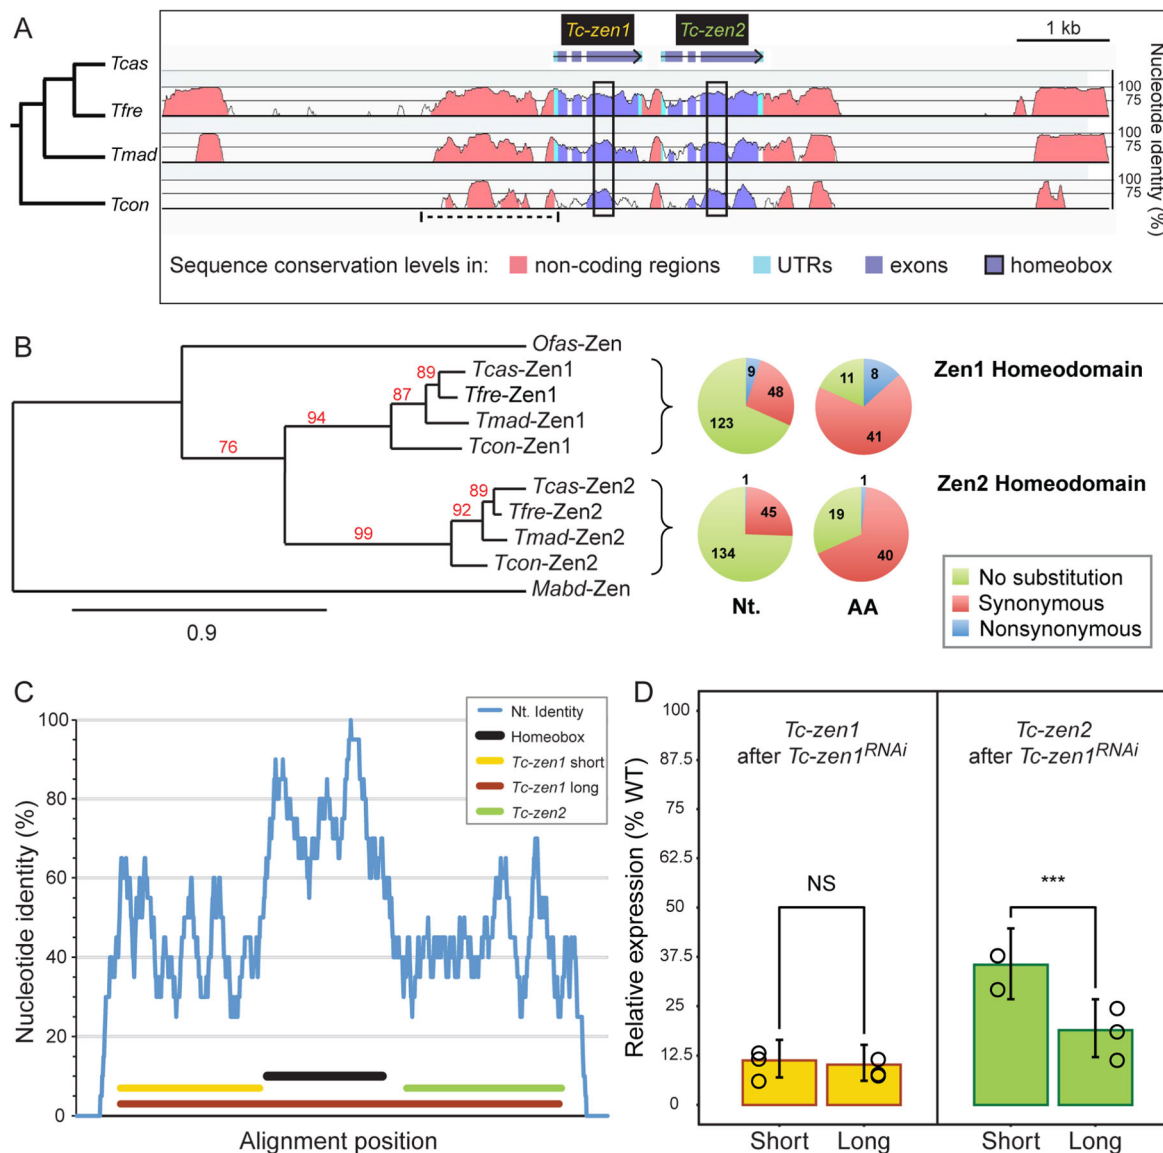 A
Tc-zen1
Tc-zen2
1 kb
Tcas
Tfre
Tmad
Tcon
100
75
100
75
100
75
Nucleotide identity (%)
Sequence conservation levels in:
non-coding regions
UTRs
exons
homeobox
B
Ofas-Zen
Tcas-Zen1
Tfre-Zen1
Tmad-Zen1
Tcon-Zen1
Tcas-Zen2
Tfre-Zen2
Tmad-Zen2
Tcon-Zen2
Mabd-Zen
89
87
94
76
89
92
99
0.9
9
48
123
11
8
41
Zen1 Homeodomain
1
45
134
1
19
40
Zen2 Homeodomain
Nt.
AA
No substitution
Synonymous
Nonsynonymous
C
Nucleotide identity (%)
100
80
60
40
20
0
Nt. Identity
Homeobox
Tc-zen1 short
Tc-zen1 long
Tc-zen2
Alignment position
D
Relative expression (% WT)
100
87.5
75
62.5
50
37.5
25
12.5
0
Tc-zen1
after Tc-zen1RNAi
Tc-zen2
after Tc-zen1RNAi
NS
***
Short
Long
Short
Long